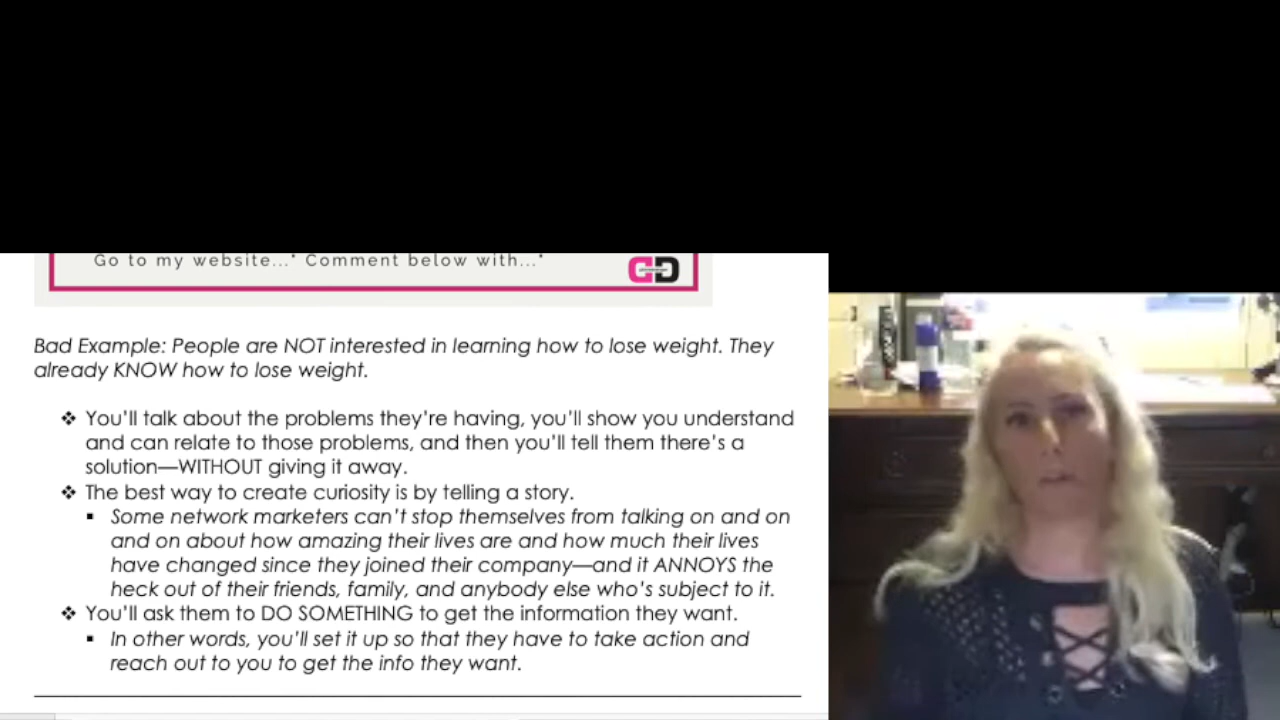 Go to my website..." Comment below with..."
CD
Bad Example: People are NOT interested in learning how to lose weight. They
already KNOW how to lose weight.
❖ You'll talk about the problems they're having, you'll show you understand
and can relate to those problems, and then you'll tell them there's a
solution—WITHOUT giving it away.
❖ The best way to create curiosity is by telling a story.
▪ Some network marketers can't stop themselves from talking on and on
and on about how amazing their lives are and how much their lives
have changed since they joined their company—and it ANNOYS the
heck out of their friends, family, and anybody else who's subject to it.
❖ You'll ask them to DO SOMETHING to get the information they want.
▪ In other words, you'll set it up so that they have to take action and
reach out to you to get the info they want.